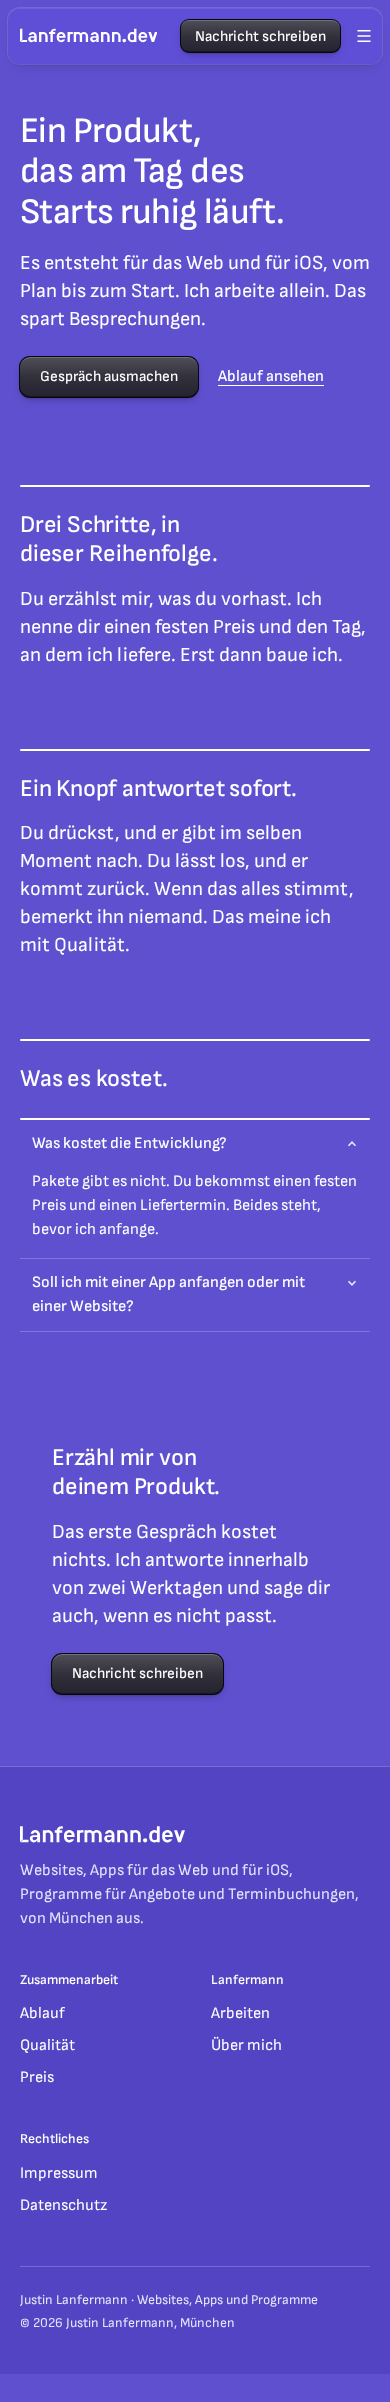 Lanfermann.dev
Nachricht schreiben
Ein Produkt,
das am Tag des
Starts ruhig läuft.
Es entsteht für das Web und für iOS, vom
Plan bis zum Start. Ich arbeite allein. Das
spart Besprechungen.
Gespräch ausmachen
Ablauf ansehen
Drei Schritte, in
dieser Reihenfolge.
Du erzählst mir, was du vorhast. Ich
nenne dir einen festen Preis und den Tag,
an dem ich liefere. Erst dann baue ich.
Ein Knopf antwortet sofort.
Du drückst, und er gibt im selben
Moment nach. Du lässt los, und er
kommt zurück. Wenn das alles stimmt,
bemerkt ihn niemand. Das meine ich
mit Qualität.
Was es kostet.
Was kostet die Entwicklung?
Pakete gibt es nicht. Du bekommst einen festen
Preis und einen Liefertermin. Beides steht,
bevor ich anfange.
Soll ich mit einer App anfangen oder mit
einer Website?
Erzähl mir von
deinem Produkt.
Das erste Gespräch kostet
nichts. Ich antworte innerhalb
von zwei Werktagen und sage dir
auch, wenn es nicht passt.
Nachricht schreiben
Lanfermann.dev
Websites, Apps für das Web und für iOS,
Programme für Angebote und Terminbuchungen,
von München aus.
Zusammenarbeit
Ablauf
Qualität
Preis
Lanfermann
Arbeiten
Über mich
Rechtliches
Impressum
Datenschutz
Justin Lanfermann · Websites, Apps und Programme
© 2026 Justin Lanfermann, München